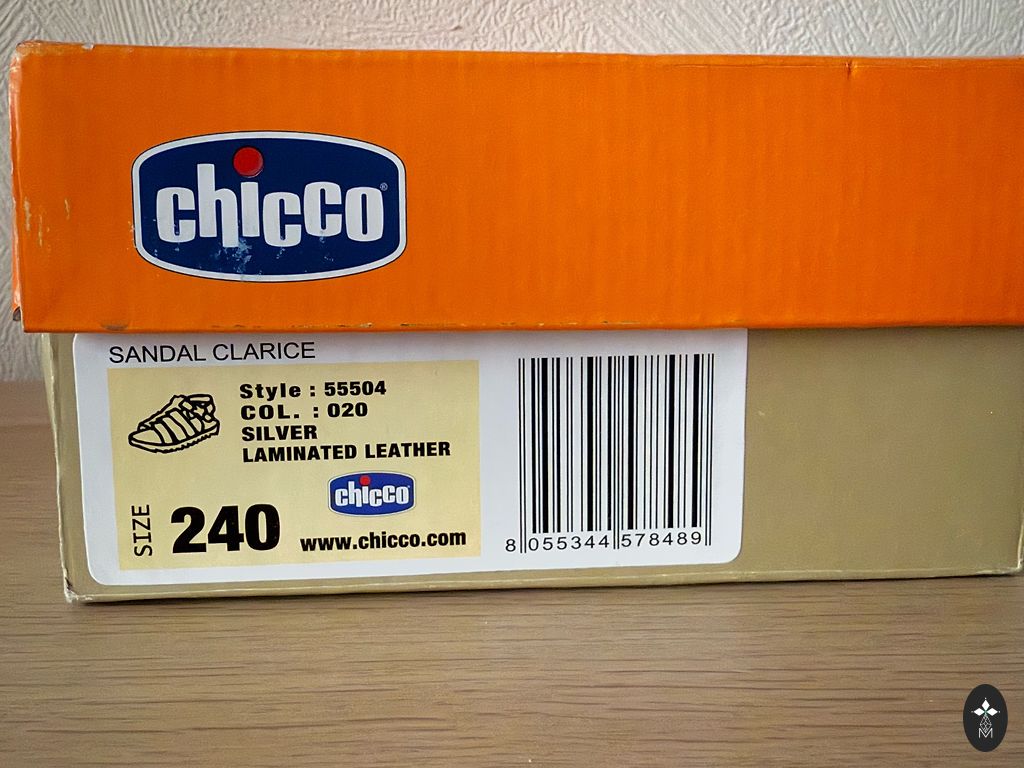 chicco®
SANDAL CLARICE
Style : 55504
COL. : 020
SILVER
LAMINATED LEATHER
chicco
SIZE 240
www.chicco.com
8 055344 578489
M